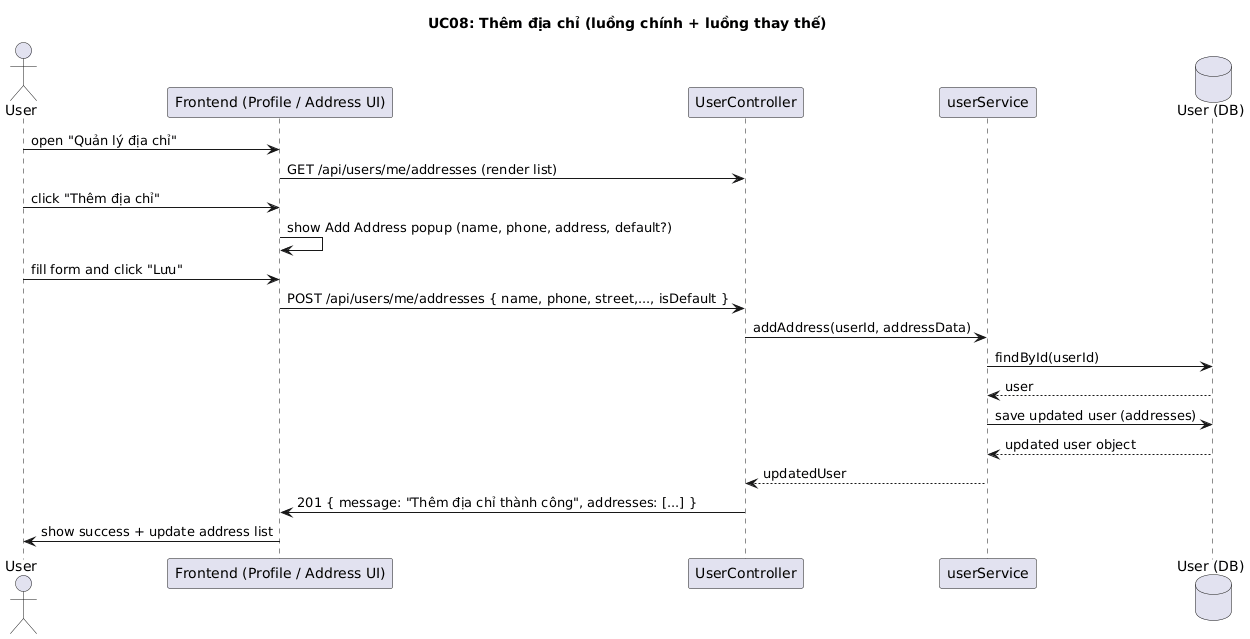 UC08: Thêm địa chỉ (luồng chính + luồng thay thế)
User
Frontend (Profile / Address UI)
UserController
userService
User (DB)
open "Quản lý địa chỉ"
GET /api/users/me/addresses (render list)
click "Thêm địa chỉ"
show Add Address popup (name, phone, address, default?)
fill form and click "Lưu"
POST /api/users/me/addresses { name, phone, street,..., isDefault }
addAddress(userId, addressData)
findById(userId)
user
save updated user (addresses)
updated user object
updatedUser
201 { message: "Thêm địa chỉ thành công", addresses: [...] }
show success + update address list
User
Frontend (Profile / Address UI)
UserController
userService
User (DB)